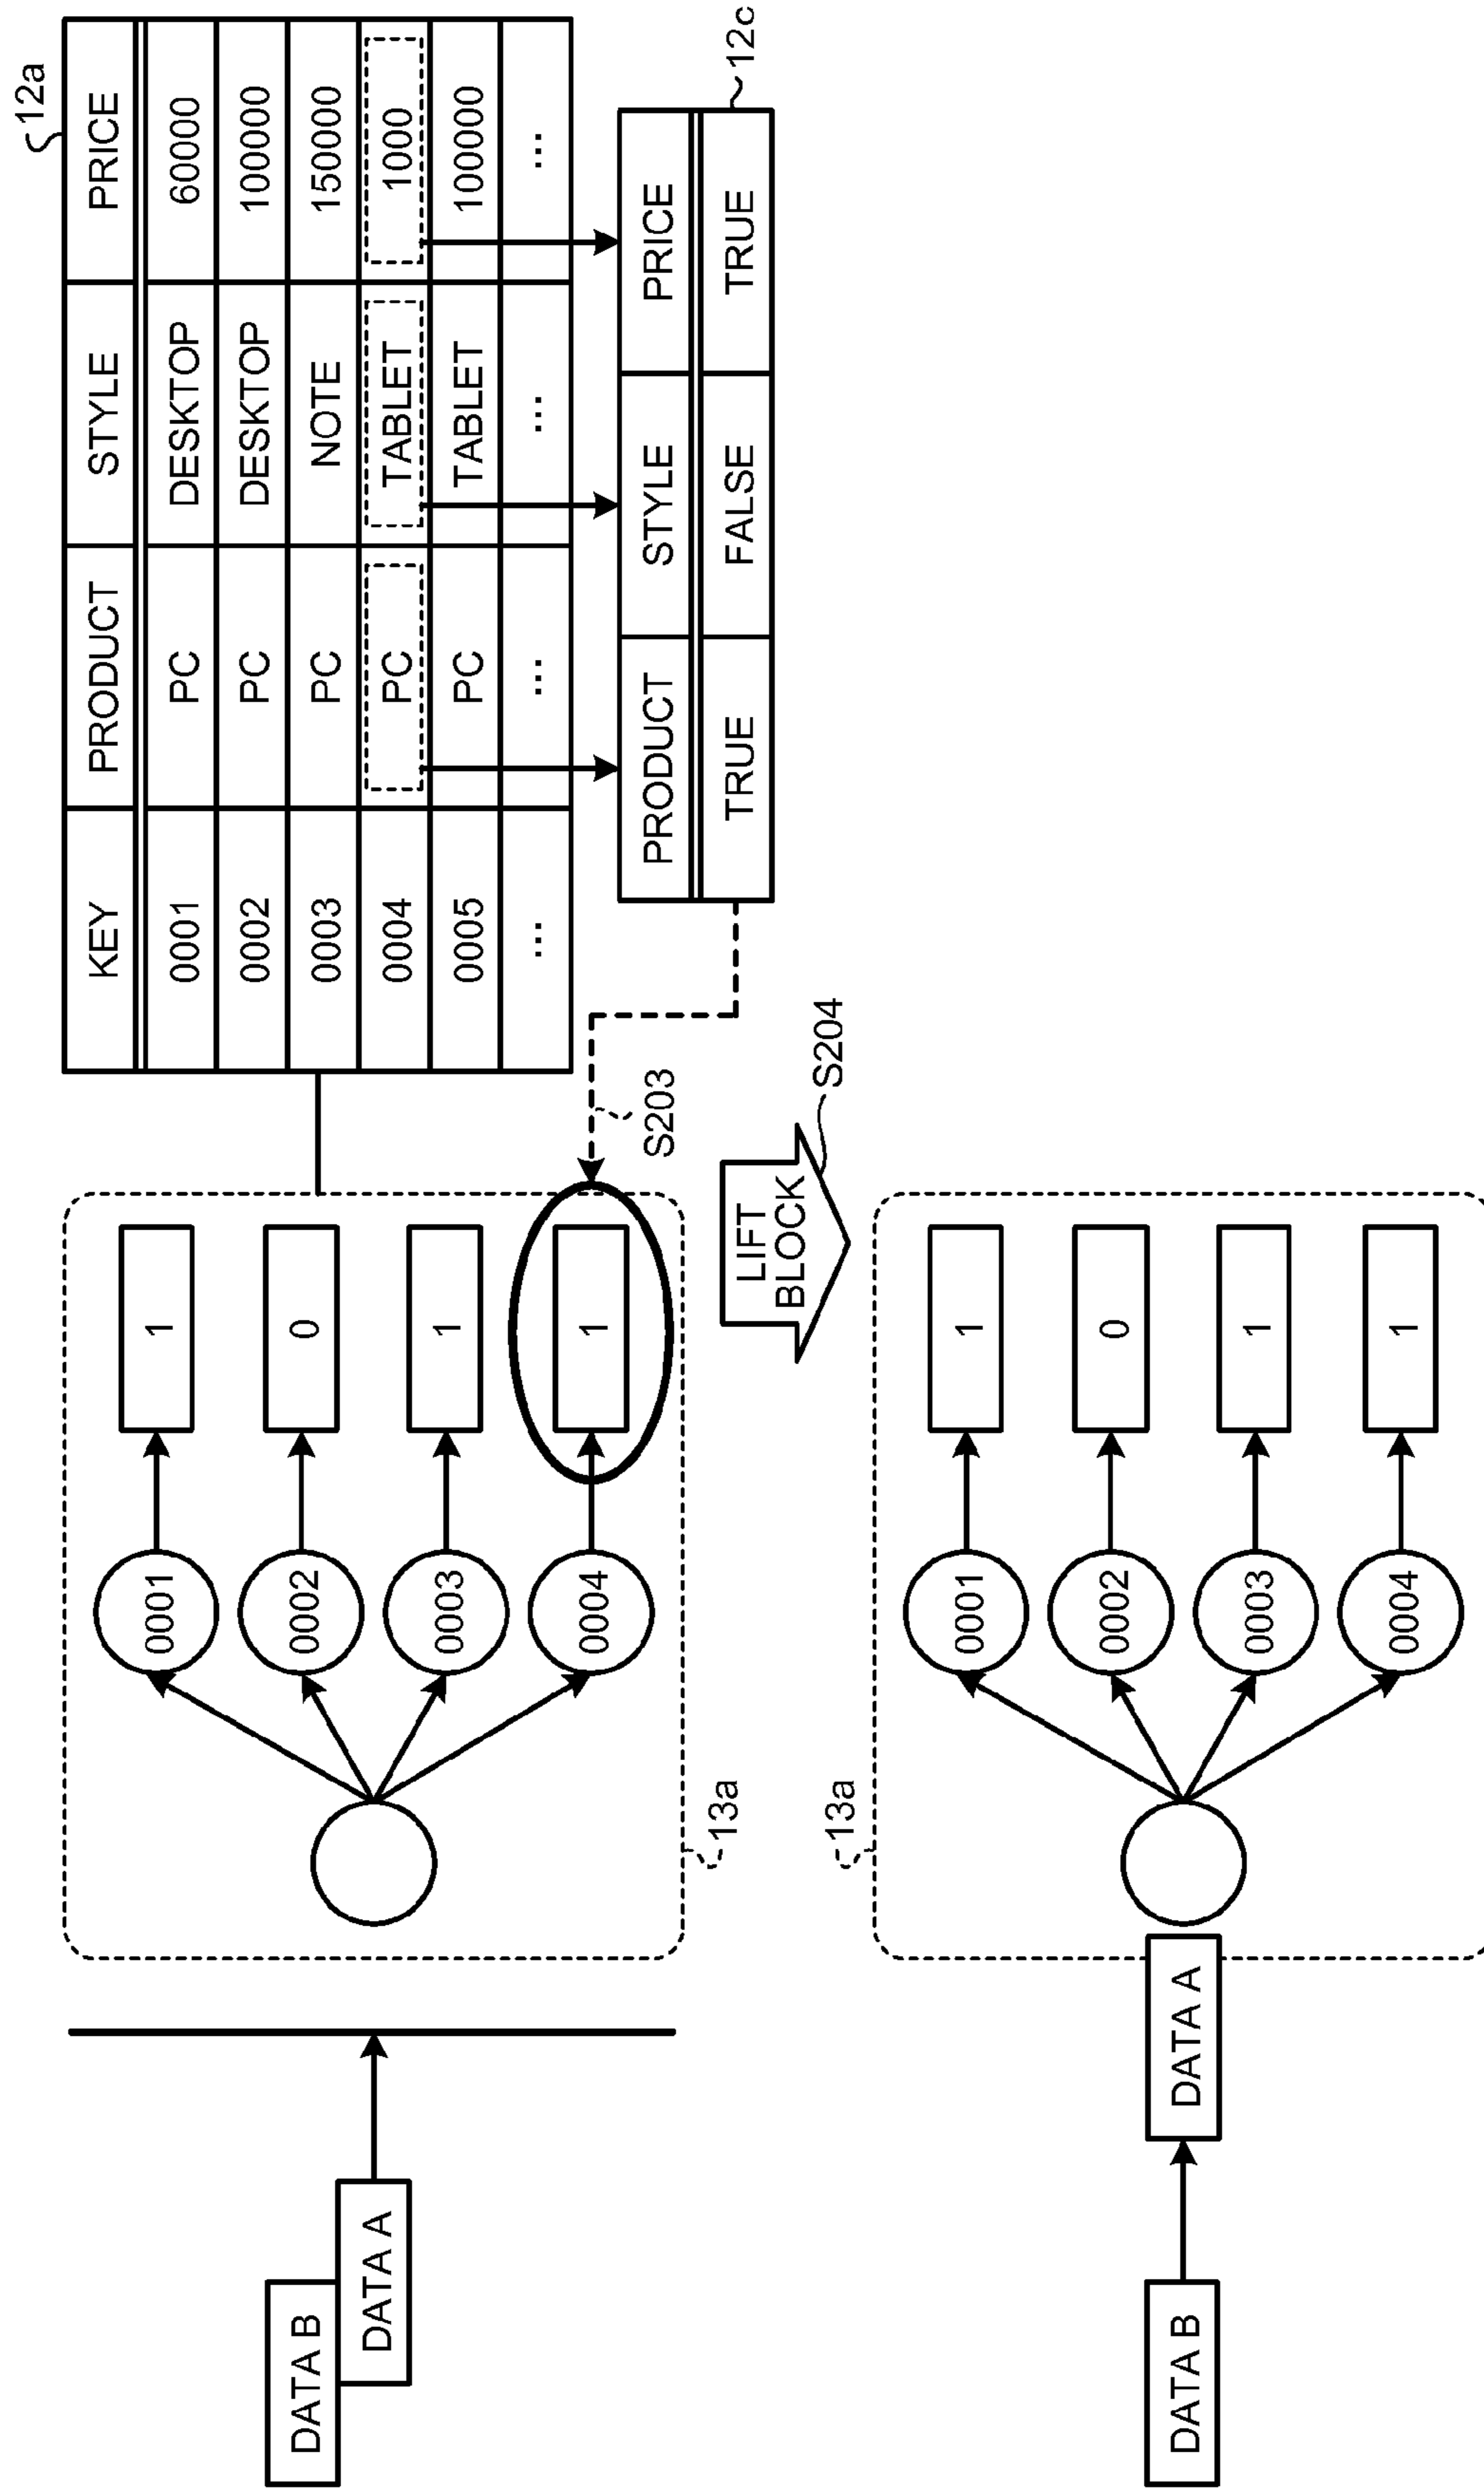 12a
KEY PRODUCT STYLE PRICE
0001 PC DESKTOP 60000
0002 PC DESKTOP 100000
0003 PC NOTE 150000
0004 PC TABLET 1000
0005 PC TABLET 100000
... ... ... ...
PRODUCT STYLE PRICE
TRUE FALSE TRUE
12c
S203
0001 1
0002 0
0003 1
0004 1
13a
DATA B
DATA A
LIFT
BLOCK
S204
13a
0001 1
0002 0
0003 1
0004 1
DATA B DATA A